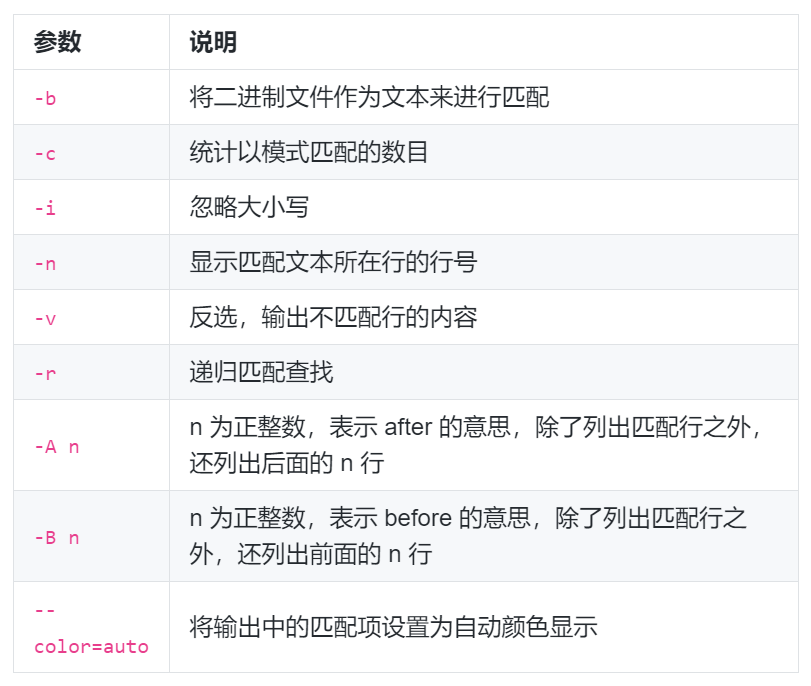 参数 说明
-b 将二进制文件作为文本来进行匹配
-c 统计以模式匹配的数目
-i 忽略大小写
-n 显示匹配文本所在行的行号
-v 反选，输出不匹配行的内容
-r 递归匹配查找
-A n n 为正整数，表示 after 的意思，除了列出匹配行之外，
还列出后面的 n 行
-B n n 为正整数，表示 before 的意思，除了列出匹配行之
外，还列出前面的 n 行
--
color=auto 将输出中的匹配项设置为自动颜色显示